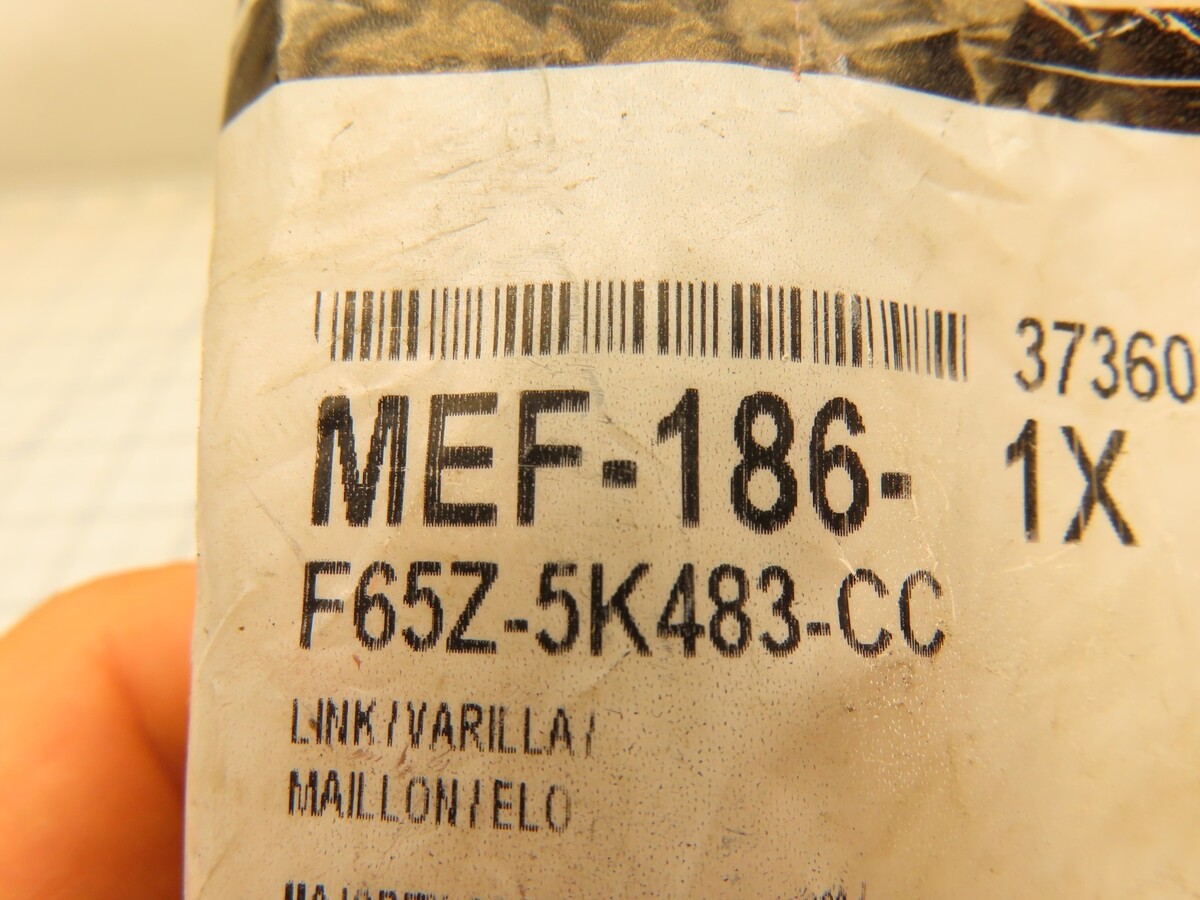 37360
MEF-186- 1X
F65Z-5K483-CC
LINK/VARILLA/
MAILLON/ELO